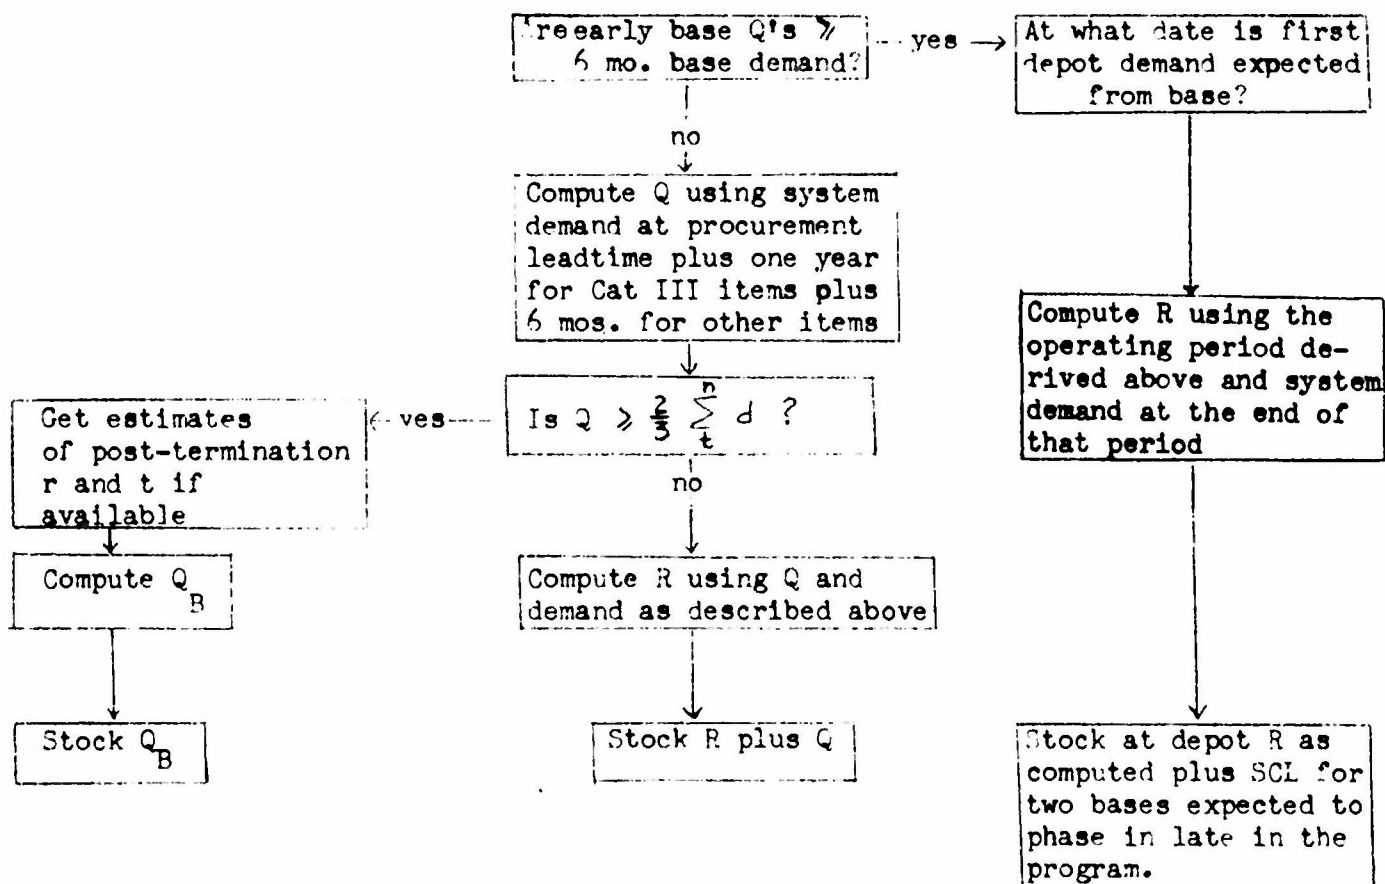 Are early base Q's ≥
6 mo. base demand?
yes
At what date is first
depot demand expected
from base?
no
Compute Q using system
demand at procurement
leadtime plus one year
for Cat III items plus
6 mos. for other items
Compute R using the
operating period de-
rived above and system
demand at the end of
that period
Is Q ≥ 2/3 n∑t d ?
yes
Get estimates
of post-termination
r and t if
available
no
Compute Q_B
Compute R using Q and
demand as described above
Stock Q_B
Stock R plus Q
Stock at depot R as
computed plus SCL for
two bases expected to
phase in late in the
program.